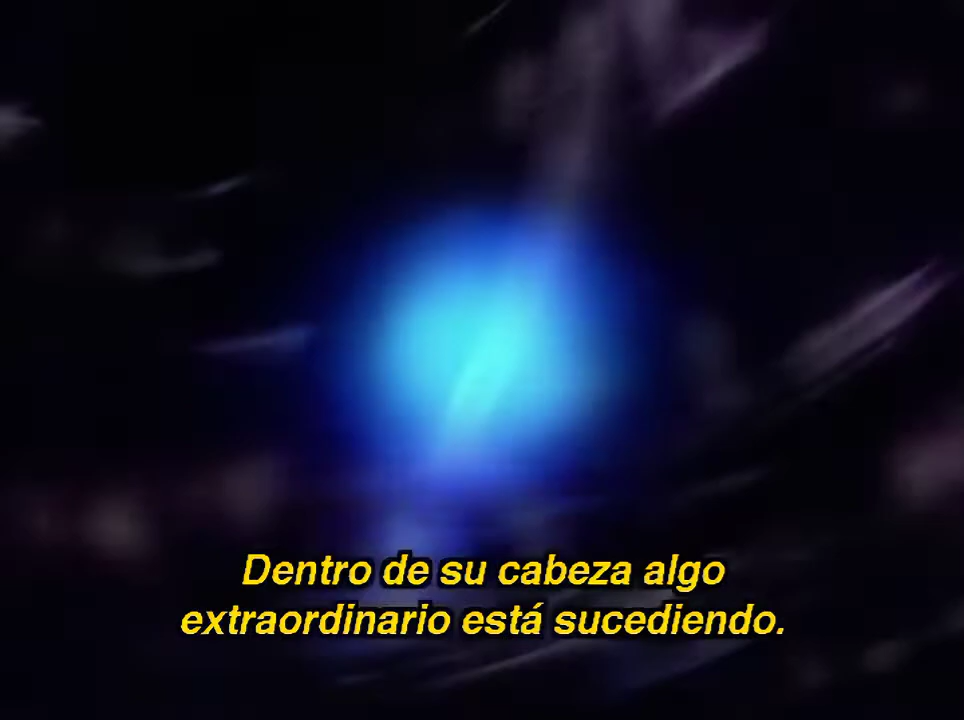 Dentro de su cabeza algo
extraordinario está sucediendo.